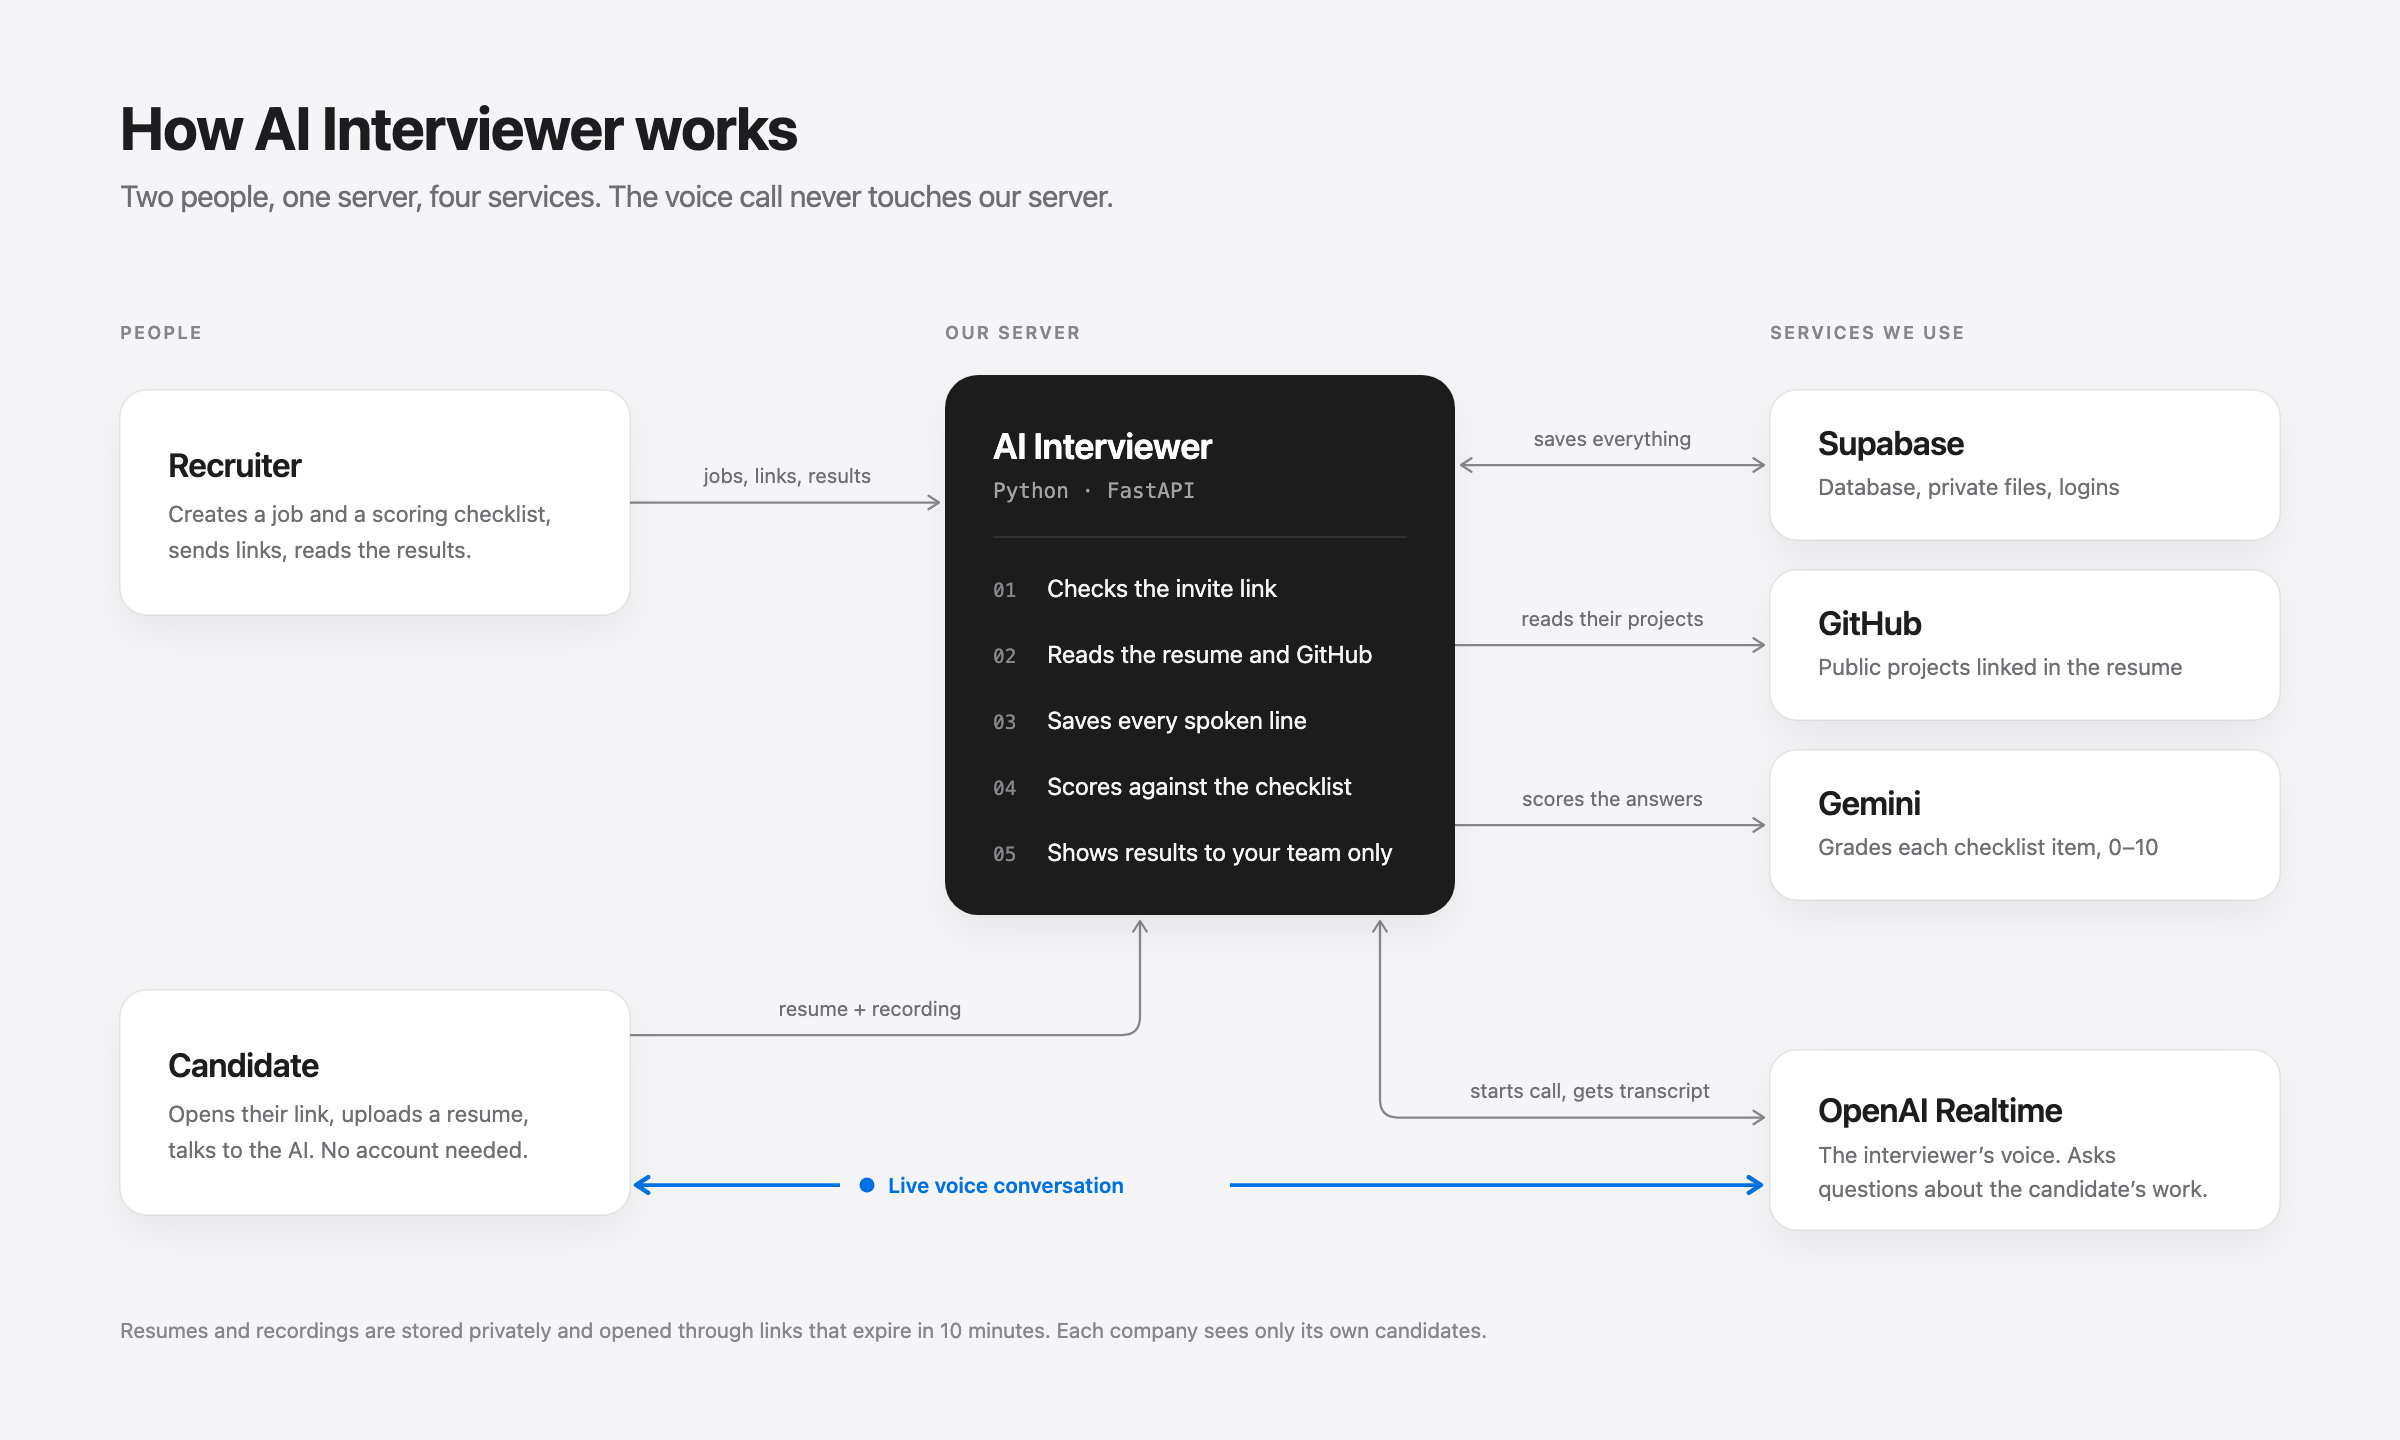 How AI Interviewer works
Two people, one server, four services. The voice call never touches our server.
PEOPLE
OUR SERVER
SERVICES WE USE
Recruiter
Creates a job and a scoring checklist,
sends links, reads the results.
jobs, links, results
AI Interviewer
Python · FastAPI
01 Checks the invite link
02 Reads the resume and GitHub
03 Saves every spoken line
04 Scores against the checklist
05 Shows results to your team only
saves everything
Supabase
Database, private files, logins
reads their projects
GitHub
Public projects linked in the resume
scores the answers
Gemini
Grades each checklist item, 0–10
Candidate
Opens their link, uploads a resume,
talks to the AI. No account needed.
resume + recording
starts call, gets transcript
OpenAI Realtime
The interviewer’s voice. Asks
questions about the candidate’s work.
Live voice conversation
Resumes and recordings are stored privately and opened through links that expire in 10 minutes. Each company sees only its own candidates.